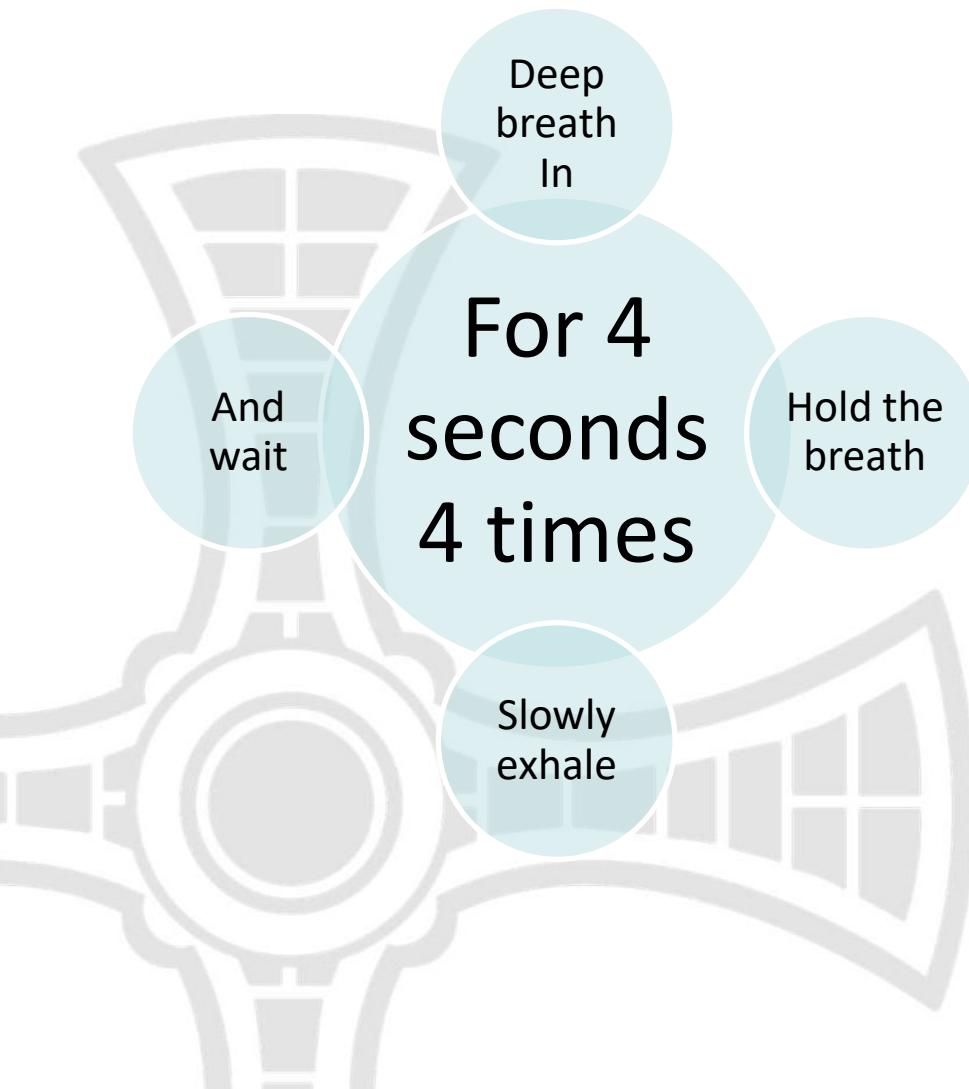 Deep
breath
In
For 4
seconds
4 times
Hold the
breath
Slowly
exhale
And
wait